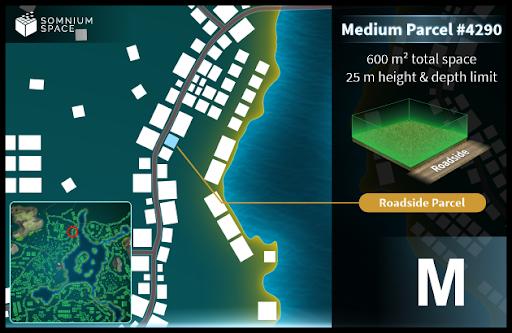 SOMNIUM
SPACE
Medium Parcel #4290
600 m² total space
25 m height & depth limit
Roadside
Roadside Parcel
M